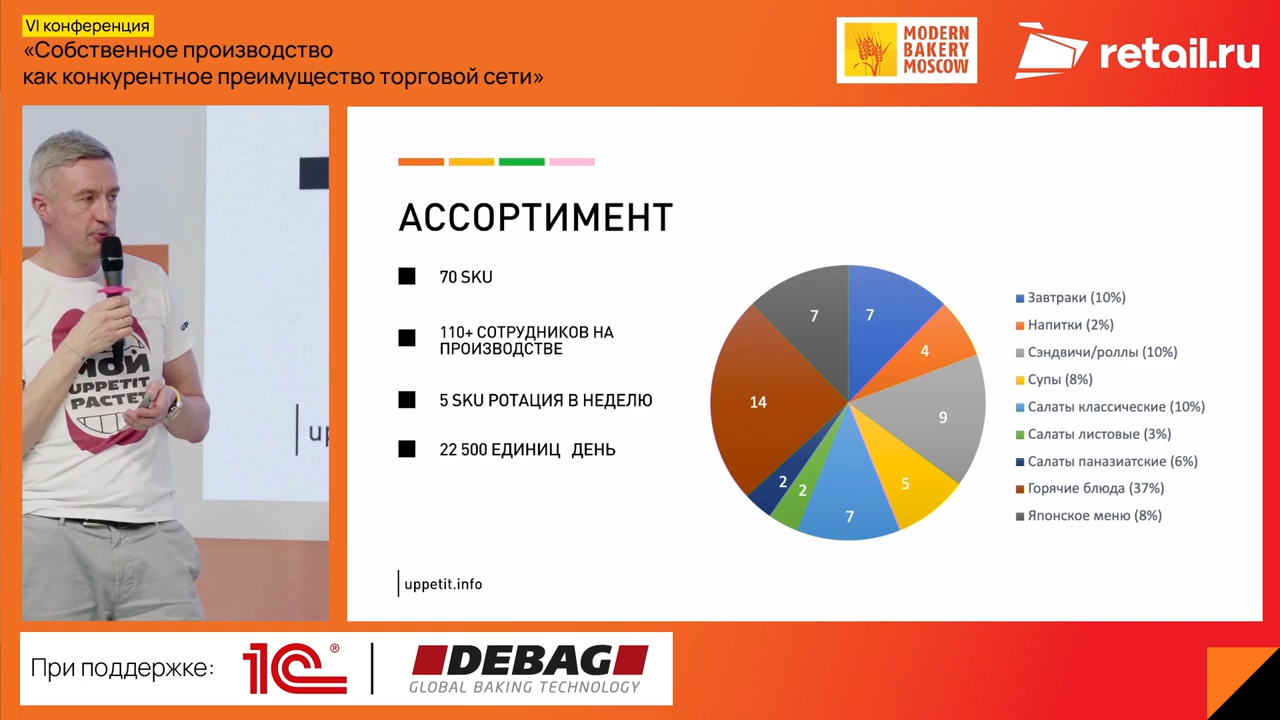 VI конференция
«Собственное производство
как конкурентное преимущество торговой сети»
MODERN
BAKERY
MOSCOW
retail.ru
МОЙ
UPPETIT
РАСТЕТ
up
АССОРТИМЕНТ
70 SKU
110+ СОТРУДНИКОВ НА
ПРОИЗВОДСТВЕ
5 SKU РОТАЦИЯ В НЕДЕЛЮ
22 500 ЕДИНИЦ ДЕНЬ
7
7
4
14
9
2
2
5
7
Завтраки (10%)
Напитки (2%)
Сэндвичи/роллы (10%)
Супы (8%)
Салаты классические (10%)
Салаты листовые (3%)
Салаты паназиатские (6%)
Горячие блюда (37%)
Японское меню (8%)
uppetit.info
При поддержке:
1С®
DEBAG
GLOBAL BAKING TECHNOLOGY